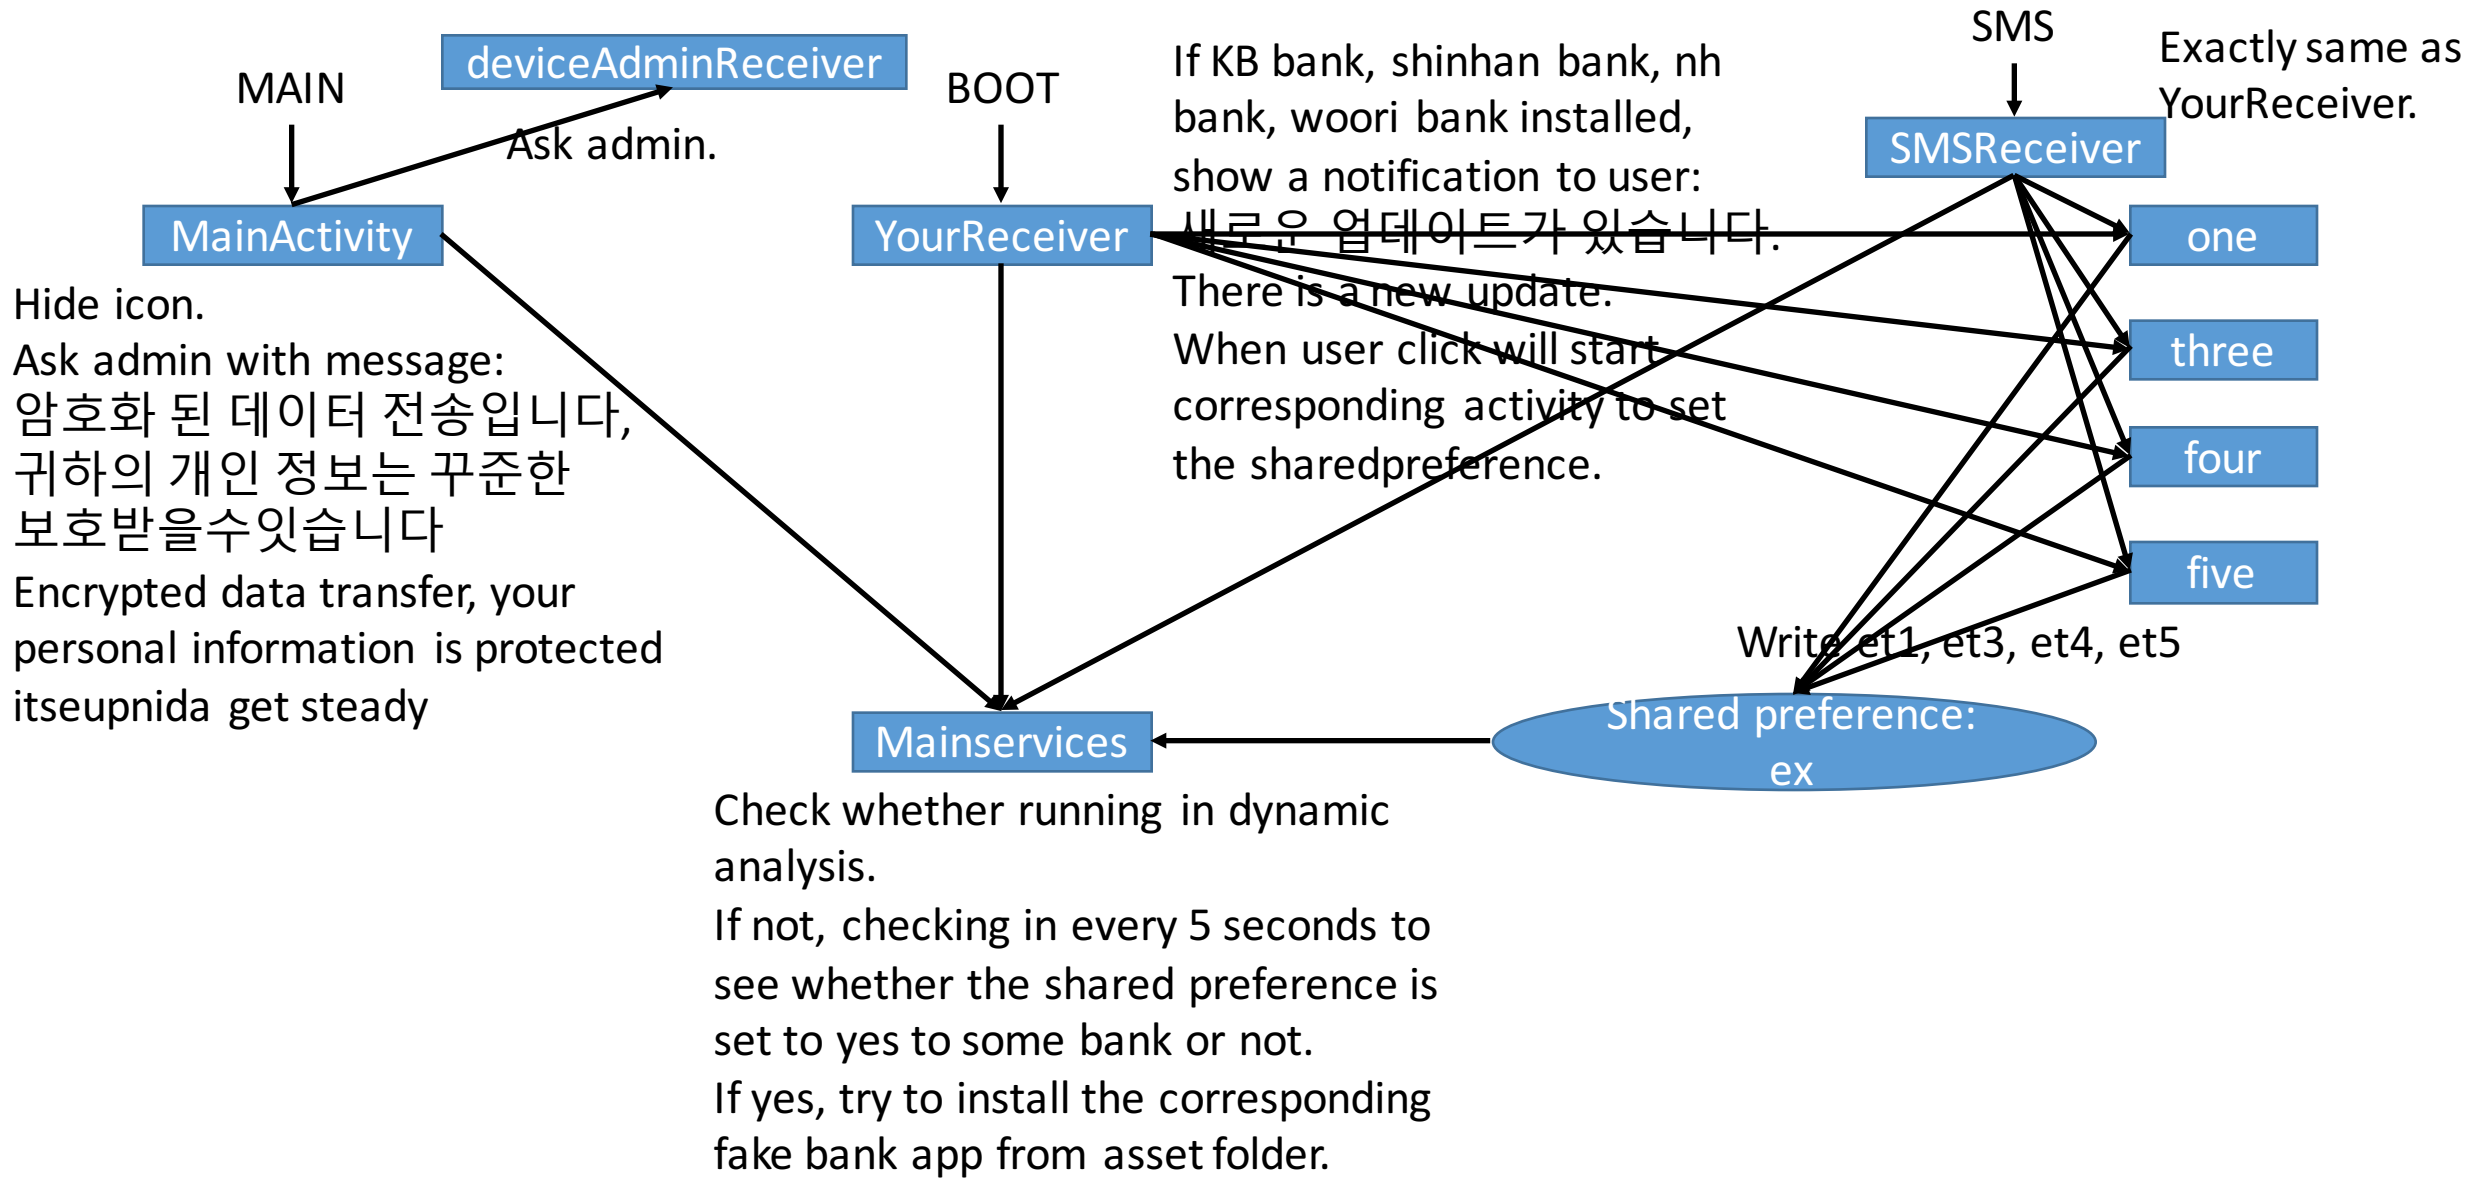 MAIN
deviceAdminReceiver
Ask admin.
MainActivity
Hide icon.
Ask admin with message:
암호화 된 데이터 전송입니다,
귀하의 개인 정보는 꾸준한
보호받을수잇습니다
Encrypted data transfer, your
personal information is protected
itseupnida get steady
BOOT
YourReceiver
If KB bank, shinhan bank, nh
bank, woori bank installed,
show a notification to user:
새로운 업데이트가 있습니다.
There is a new update.
When user click will start
corresponding activity to set
the sharedpreference.
SMS
Exactly same as
YourReceiver.
SMSReceiver
one
three
four
five
Write et1, et3, et4, et5
Shared preference:
ex
Mainservices
Check whether running in dynamic
analysis.
If not, checking in every 5 seconds to
see whether the shared preference is
set to yes to some bank or not.
If yes, try to install the corresponding
fake bank app from asset folder.